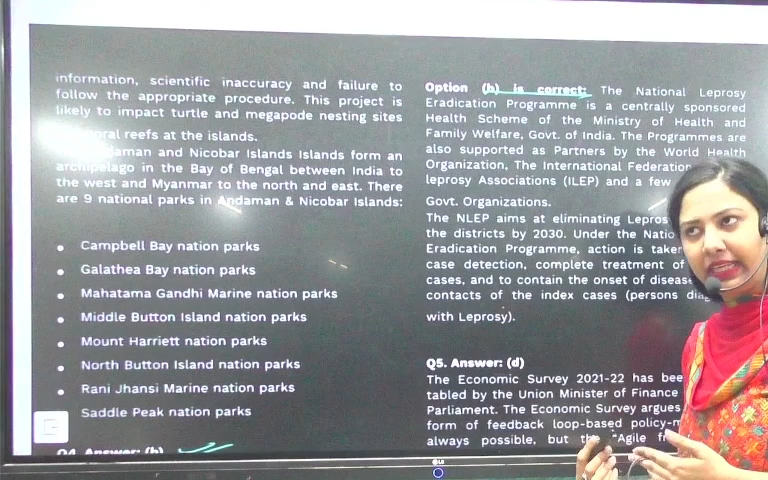 information, scientific inaccuracy and failure to
follow the appropriate procedure. This project is
likely to impact turtle and megapode nesting sites
coral reefs at the islands.
Andaman and Nicobar Islands Islands form an
archipelago in the Bay of Bengal between India to
the west and Myanmar to the north and east. There
are 9 national parks in Andaman & Nicobar Islands:
Campbell Bay nation parks
Galathea Bay nation parks
Mahatama Gandhi Marine nation parks
Middle Button Island nation parks
Mount Harriett nation parks
North Button Island nation parks
Rani Jhansi Marine nation parks
Saddle Peak nation parks
Q4. Answer: (b)
Option (b) is correct: The National Leprosy
Eradication Programme is a centrally sponsored
Health Scheme of the Ministry of Health and
Family Welfare, Govt. of India. The Programmes are
also supported as Partners by the World Health
Organization, The International Federation
leprosy Associations (ILEP) and a few
Govt. Organizations.
The NLEP aims at eliminating
the districts by 2030. Under the
Eradication Programme, action is
case detection, complete treatment of
cases, and to contain the onset of
contacts of the index cases (persons
with Leprosy).
Q5. Answer: (d)
The Economic Survey 2021-22 has
tabled by the Union Minister of Finance
Parliament. The Economic Survey argues
form of feedback loop-based
always possible, but the "Agile
LG